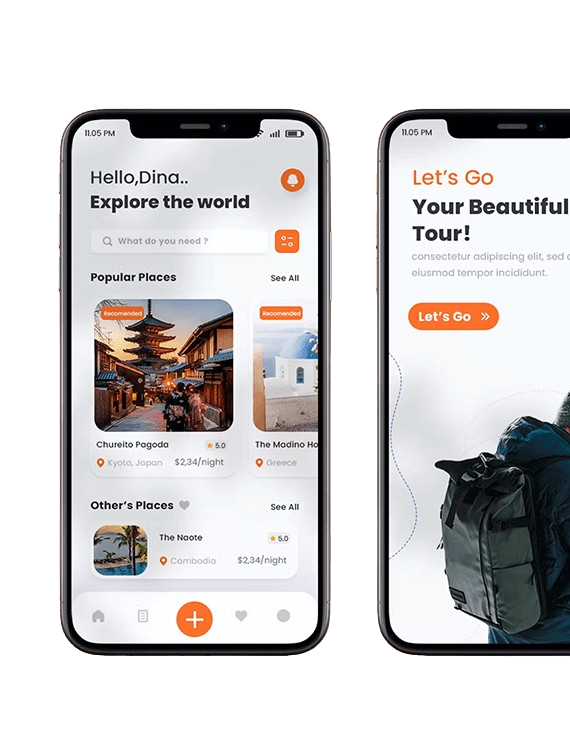 11.05 PM
Hello,Dina..
Explore the world
What do you need ?
Popular Places
See All
Recomended
Recomended
Chureito Pagoda
5.0
Kyoto, Japan
$2,34/night
The Madino Ho
Greece
Other's Places
See All
The Naote
5.0
Cambodia
$2,34/night
11.05 PM
Let's Go
Your Beautiful
Tour!
consectetur adipiscing elit, sed
eiusmod tempor incididunt.
Let's Go